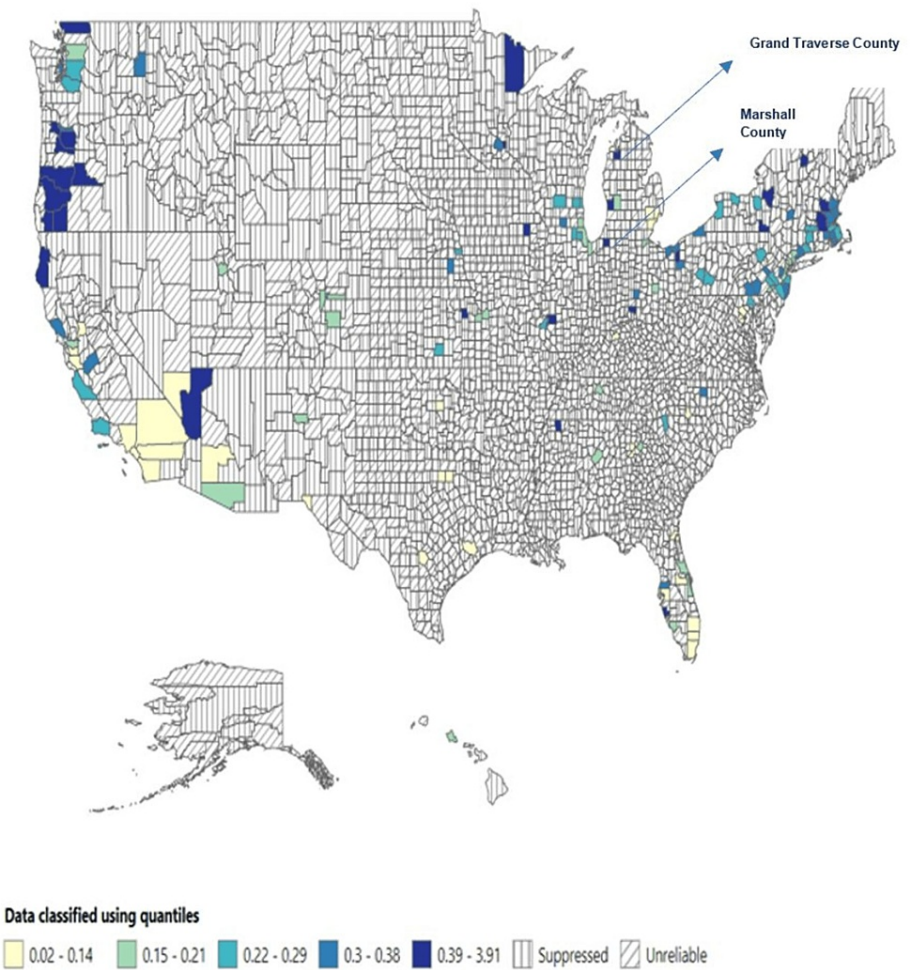 Grand Traverse County
Marshall
County
Data classified using quantiles
0.02 - 0.14 0.15 - 0.21 0.22 - 0.29 0.3 - 0.38 0.39 - 3.91 Suppressed Unreliable